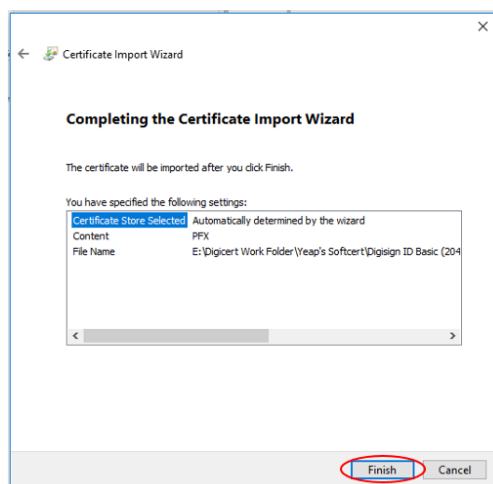 Certificate Import Wizard
Completing the Certificate Import Wizard
The certificate will be imported after you click Finish.
You have specified the following settings:
Certificate Store Selected Automatically determined by the wizard
Content PFX
File Name E:\Digicert Work Folder\Yeap's Softcert\Digisign ID Basic (204
Finish Cancel